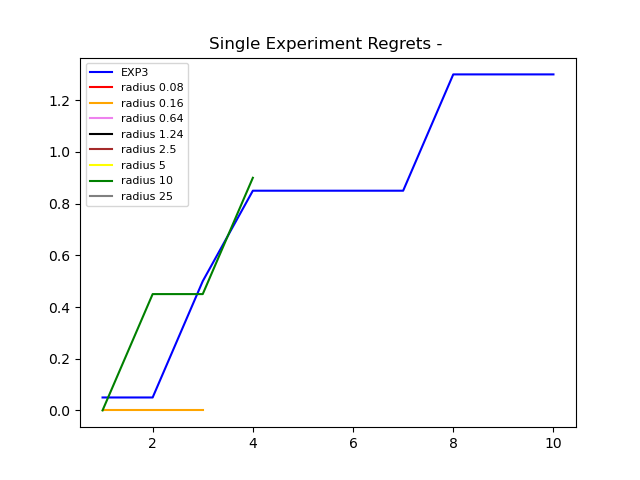 Single Experiment Regrets -
EXP3
radius 0.08
radius 0.16
radius 0.64
radius 1.24
radius 2.5
radius 5
radius 10
radius 25
1.2
1.0
0.8
0.6
0.4
0.2
0.0
2 4 6 8 10